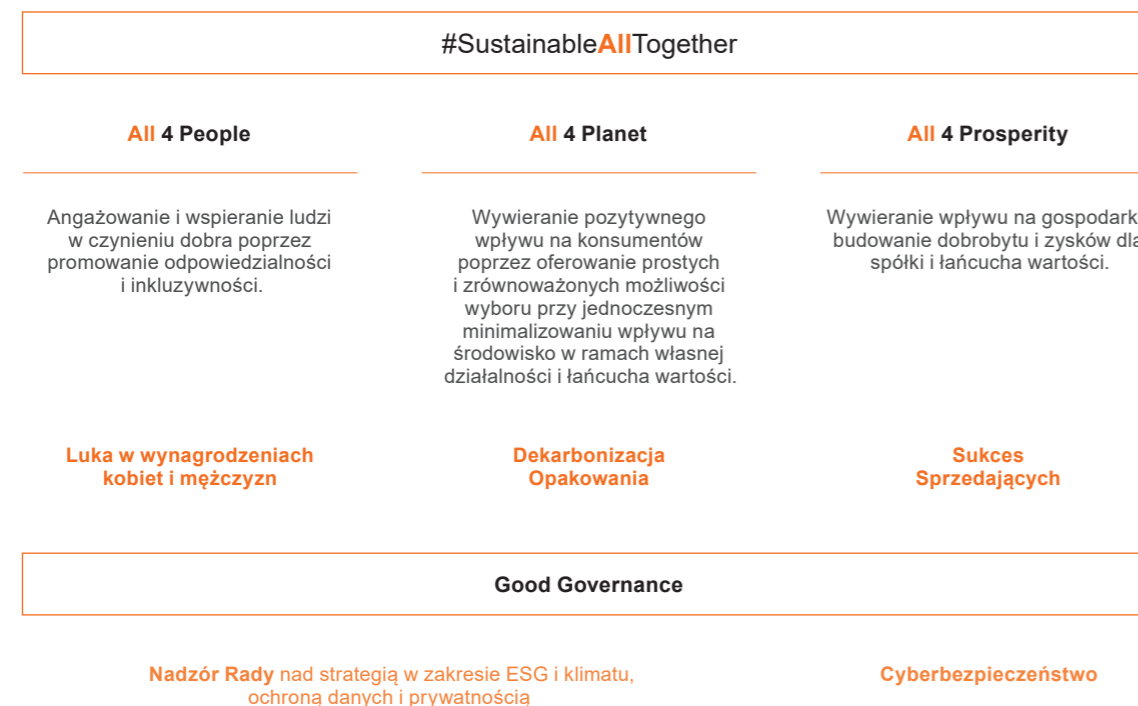 #SustainableAllTogether
All 4 People
Angażowanie i wspieranie ludzi
w czynieniu dobra poprzez
promowanie odpowiedzialności
i inkluzywności.
Luka w wynagrodzeniach
kobiet i mężczyzn
All 4 Planet
Wywieranie pozytywnego
wpływu na konsumentów
poprzez oferowanie prostych
i zrównoważonych możliwości
wyboru przy jednoczesnym
minimalizowaniu wpływu na
środowisko w ramach własnej
działalności i łańcucha wartości.
Dekarbonizacja
Opakowania
All 4 Prosperity
Wywieranie wpływu na
budowanie dobrobytu i zysków
spółki i łańcucha wartości.
Sukces
Sprzedających
Good Governance
Nadzór Rady nad strategią w zakresie ESG i klimatu,
ochroną danych i prywatnością
Cyberbezpieczeństwo